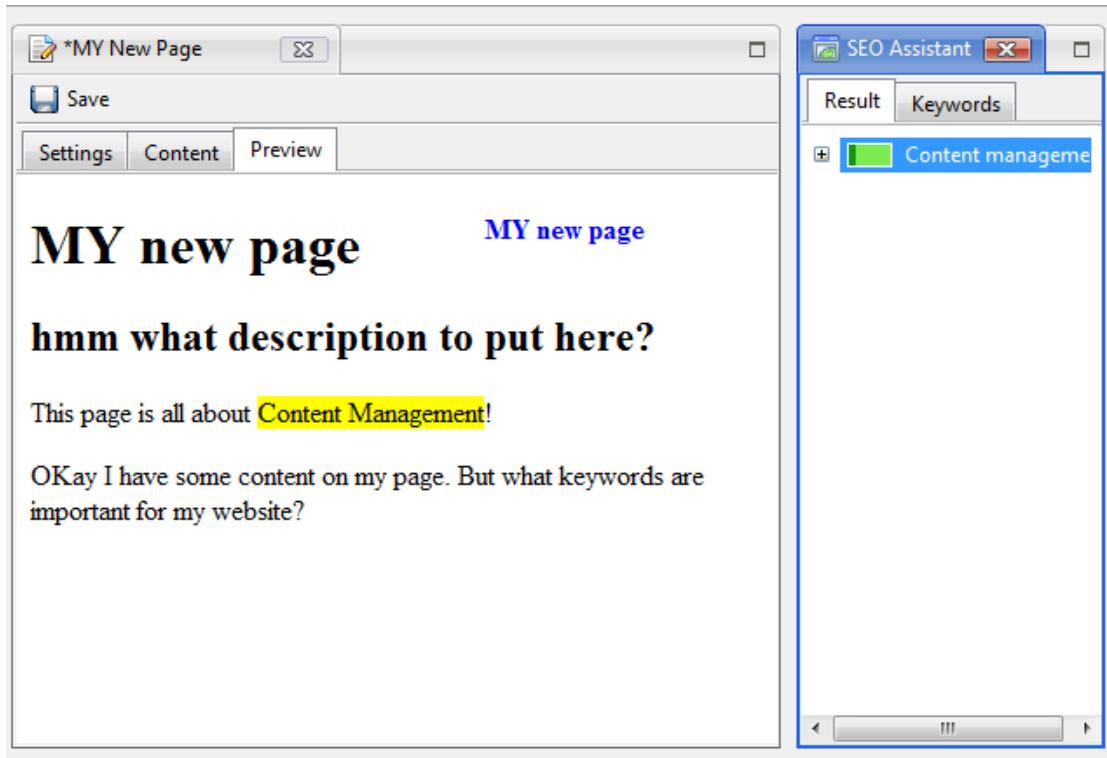 *MY New Page
Save
Settings Content Preview
MY new page
MY new page
hmm what description to put here?
This page is all about Content Management!
OKay I have some content on my page. But what keywords are
important for my website?
SEO Assistant
Result Keywords
Content manageme